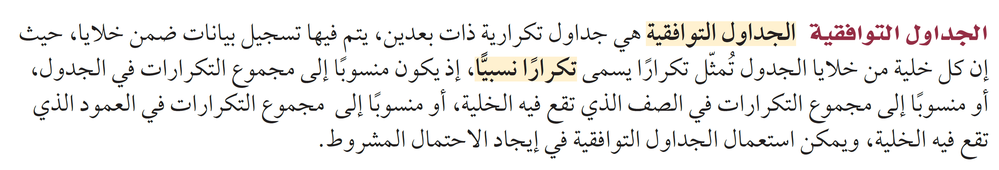 الجداول التوافقية الجداول التوافقية هي جداول تكرارية ذات بعدين، يتم فيها تسجيل بيانات ضمن خلايا، حيث
إن كل خلية من خلايا الجدول تُمثّل تكرارًا يسمى تكرارًا نسبيًّا، إذ يكون منسوبًا إلى مجموع التكرارات في الجدول،
أو منسوبًا إلى مجموع التكرارات في الصف الذي تقع فيه الخلية، أو منسوبًا إلى مجموع التكرارات في العمود الذي
تقع فيه الخلية، ويمكن استعمال الجداول التوافقية في إيجاد الاحتمال المشروط.